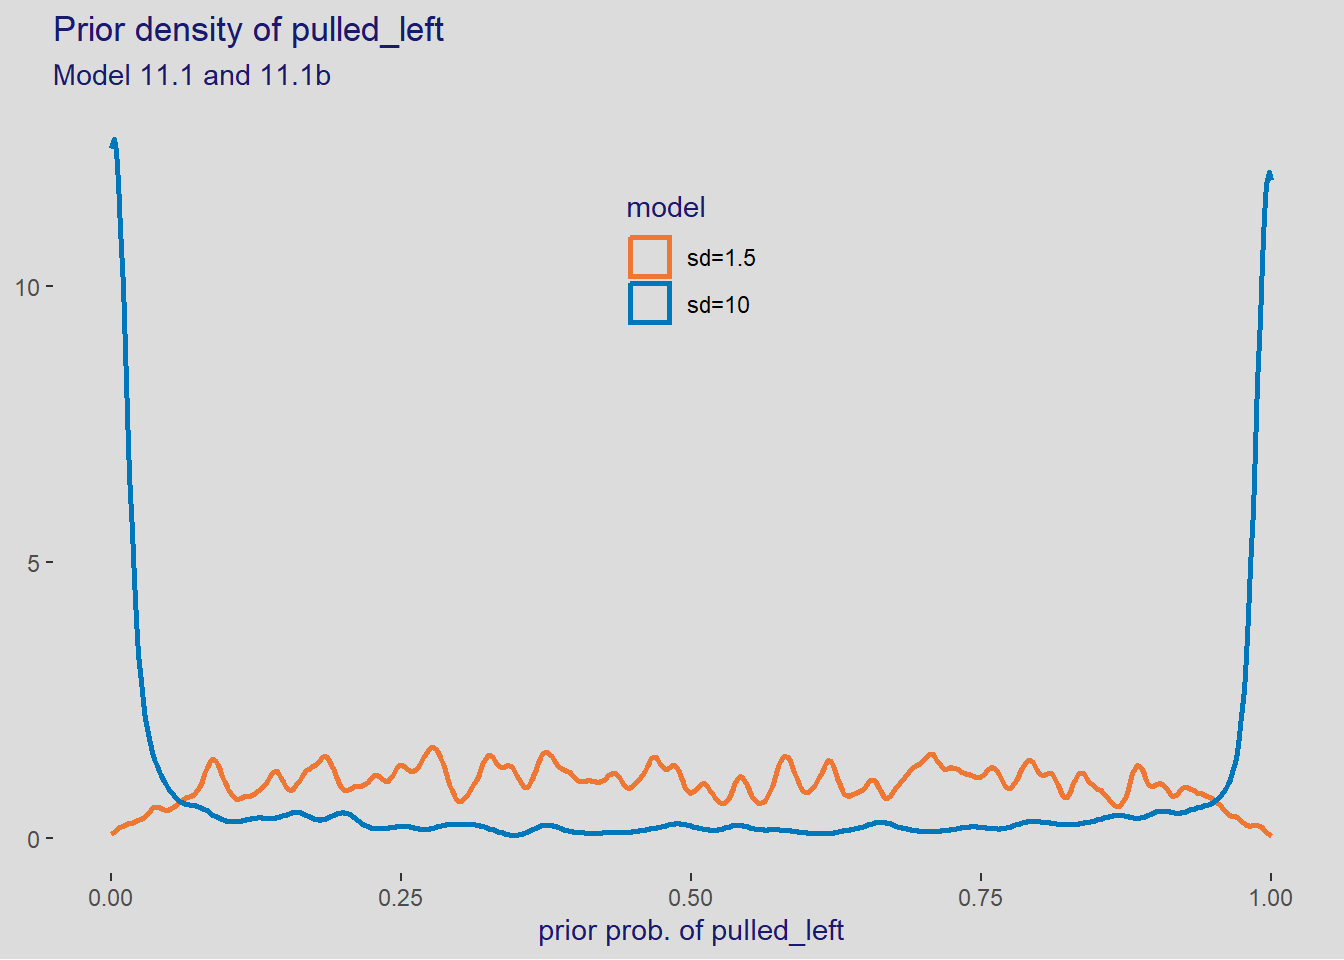 Prior density of pulled_left
Model 11.1 and 11.1b
model
sd=1.5
sd=10
10
5
0
0.00 0.25 0.50 0.75 1.00
prior prob. of pulled_left